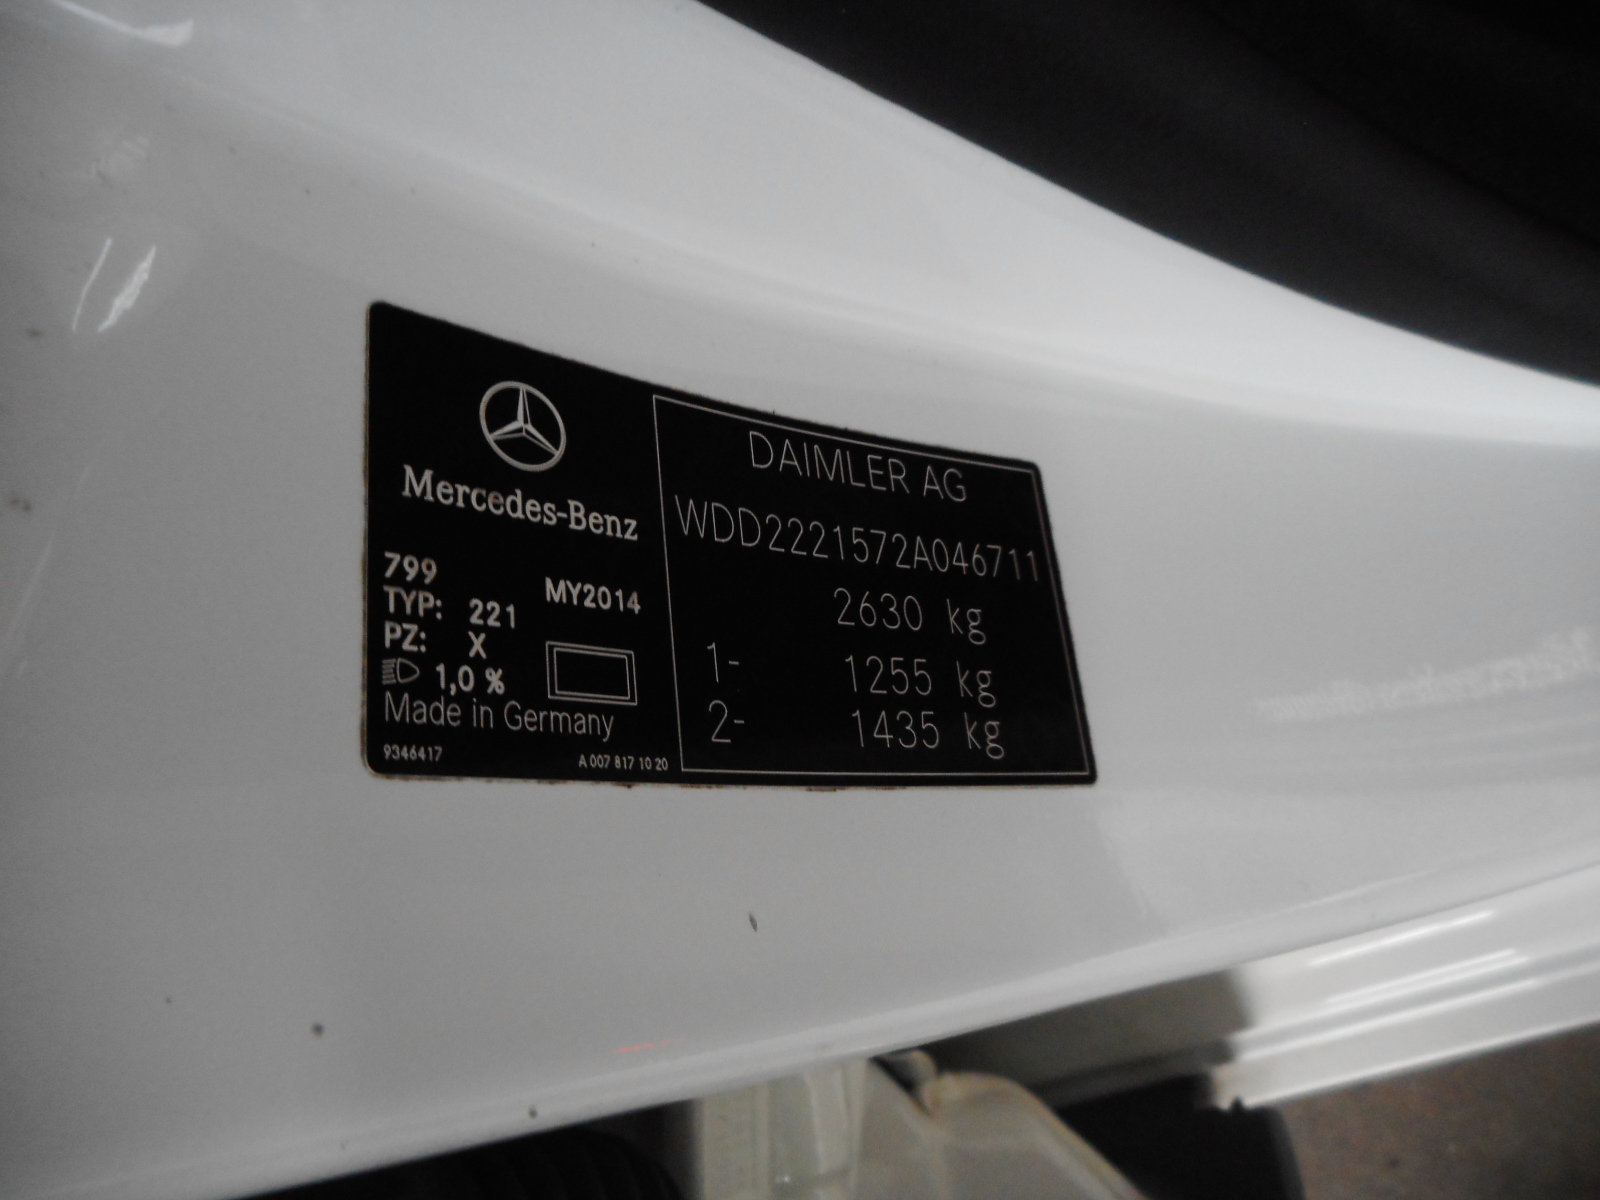 Mercedes-Benz
799
MY2014
TYP: 221
PZ: X
1,0 %
Made in Germany
9346417
A 007 817 10 20
DAIMLER AG
WDD2221572A046711
2630 kg
1- 1255 kg
2- 1435 kg